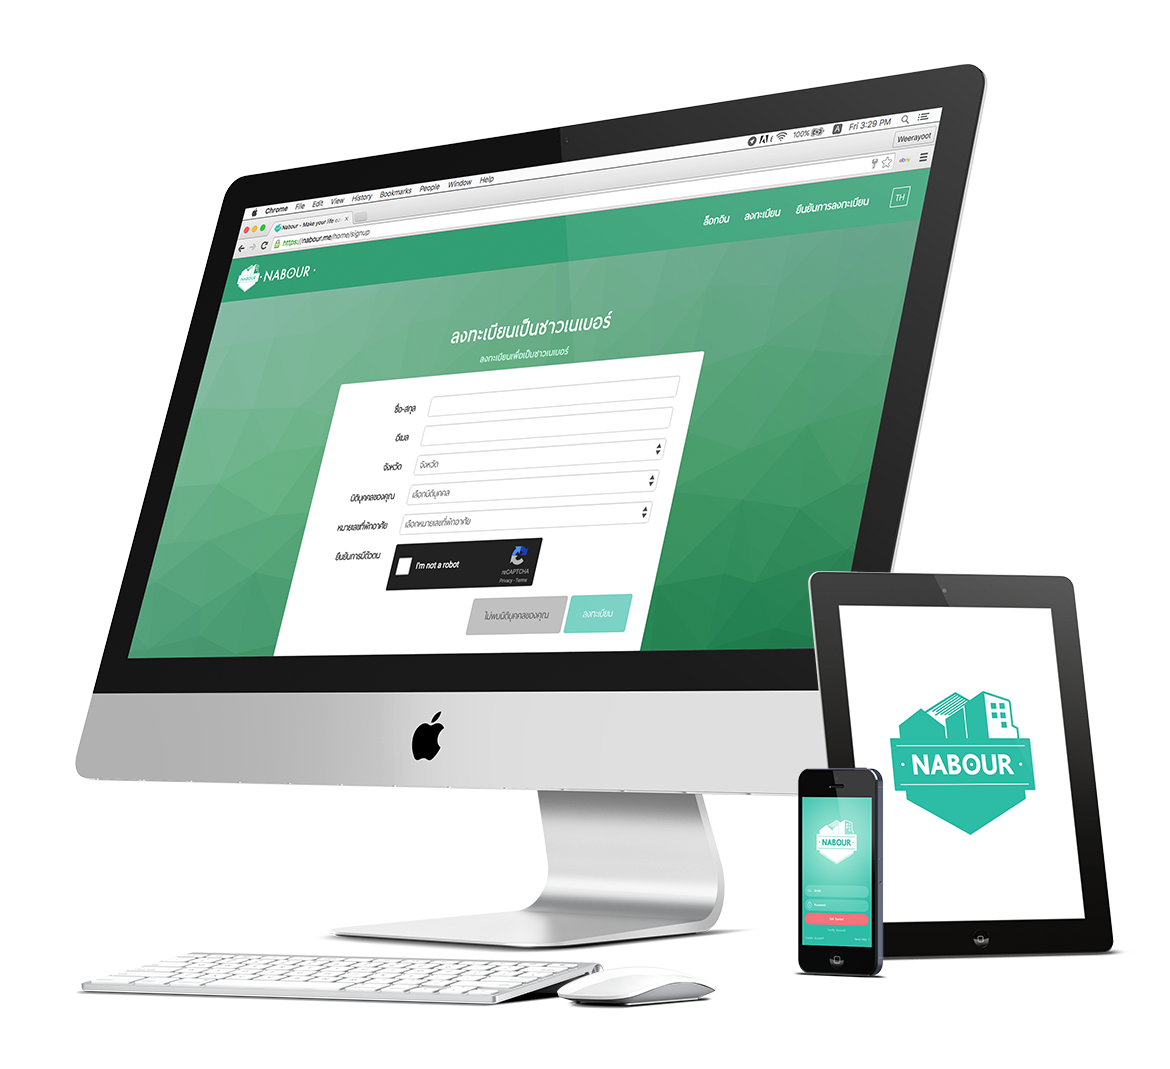 Chrome File Edit View History Bookmarks People Window Help
100% Fri 3:29 PM
Weerayoot
Nabour - Make your life
https://nabour.me/home/signup
NABOUR
· NABOUR ·
ล็อกอิน ลงทะเบียน ยืนยันการลงทะเบียน TH
ลงทะเบียนเป็นชาวเนเบอร์
ลงทะเบียนเพื่อเป็นชาวเนเบอร์
ชื่อ-สกุล
อีเมล
จังหวัด จังหวัด
นิติบุคคลของคุณ เลือกนิติบุคคล
หมายเลขที่พักอาศัย เลือกหมายเลขที่พักอาศัย
ยืนยันการมีตัวตน
I'm not a robot
reCAPTCHA
Privacy - Terms
ไม่พบนิติบุคคลของคุณ ลงทะเบียน
· NABOUR ·
NABOUR
Email
Password